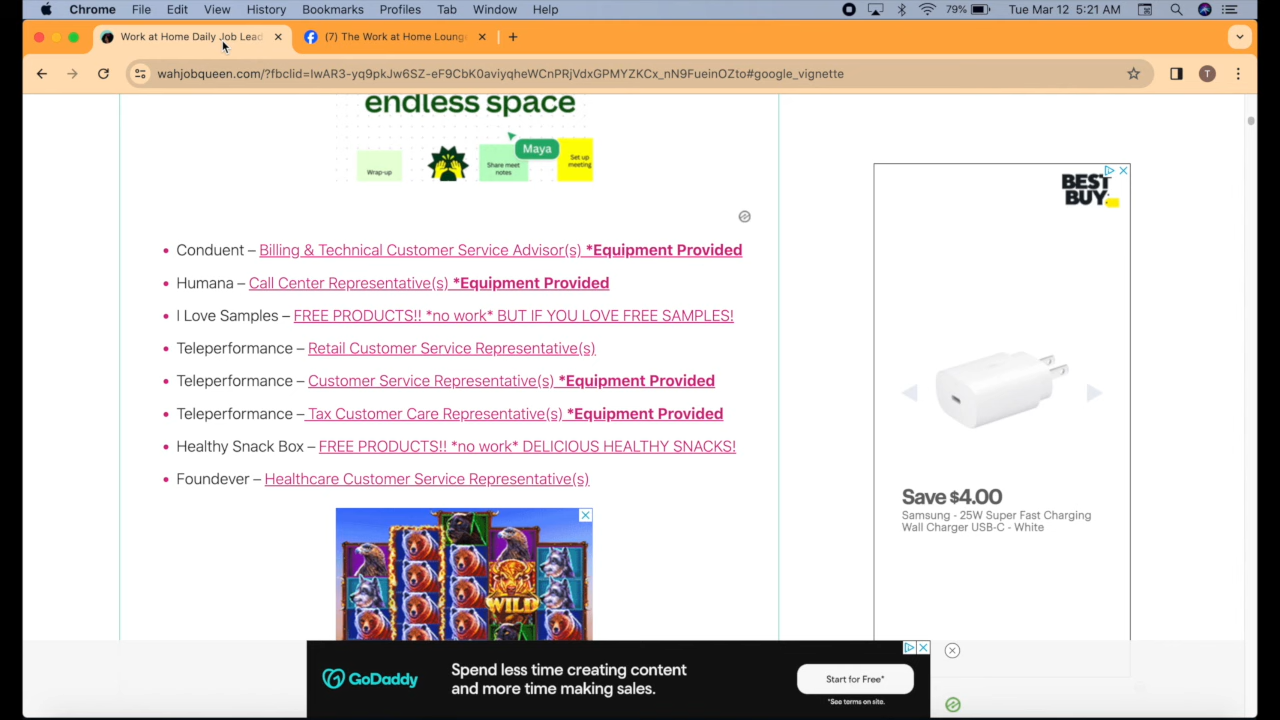 Chrome File Edit View History Bookmarks Profiles Tab Window Help 79% Tue Mar 12 5:21 AM
Work at Home Daily Job Lead
(7) The Work at Home Lounge
wahjobqueen.com/?fbclid=IwAR3-yq9pkJw6SZ-eF9CbK0aviyqheWCnPRjVdxGPMYZKCx_nN9FueinOZto#google_vignette
T
endless space
Maya
Wrap-up
Share meet
notes
Set up
meeting
• Conduent – Billing & Technical Customer Service Advisor(s) *Equipment Provided
• Humana – Call Center Representative(s) *Equipment Provided
• I Love Samples – FREE PRODUCTS!! *no work* BUT IF YOU LOVE FREE SAMPLES!
• Teleperformance – Retail Customer Service Representative(s)
• Teleperformance – Customer Service Representative(s) *Equipment Provided
• Teleperformance – Tax Customer Care Representative(s) *Equipment Provided
• Healthy Snack Box – FREE PRODUCTS!! *no work* DELICIOUS HEALTHY SNACKS!
• Foundever – Healthcare Customer Service Representative(s)
WILD
BEST
BUY
Save $4.00
Samsung - 25W Super Fast Charging
Wall Charger USB-C - White
GoDaddy
Spend less time creating content
and more time making sales.
Start for Free*
*See terms on site.